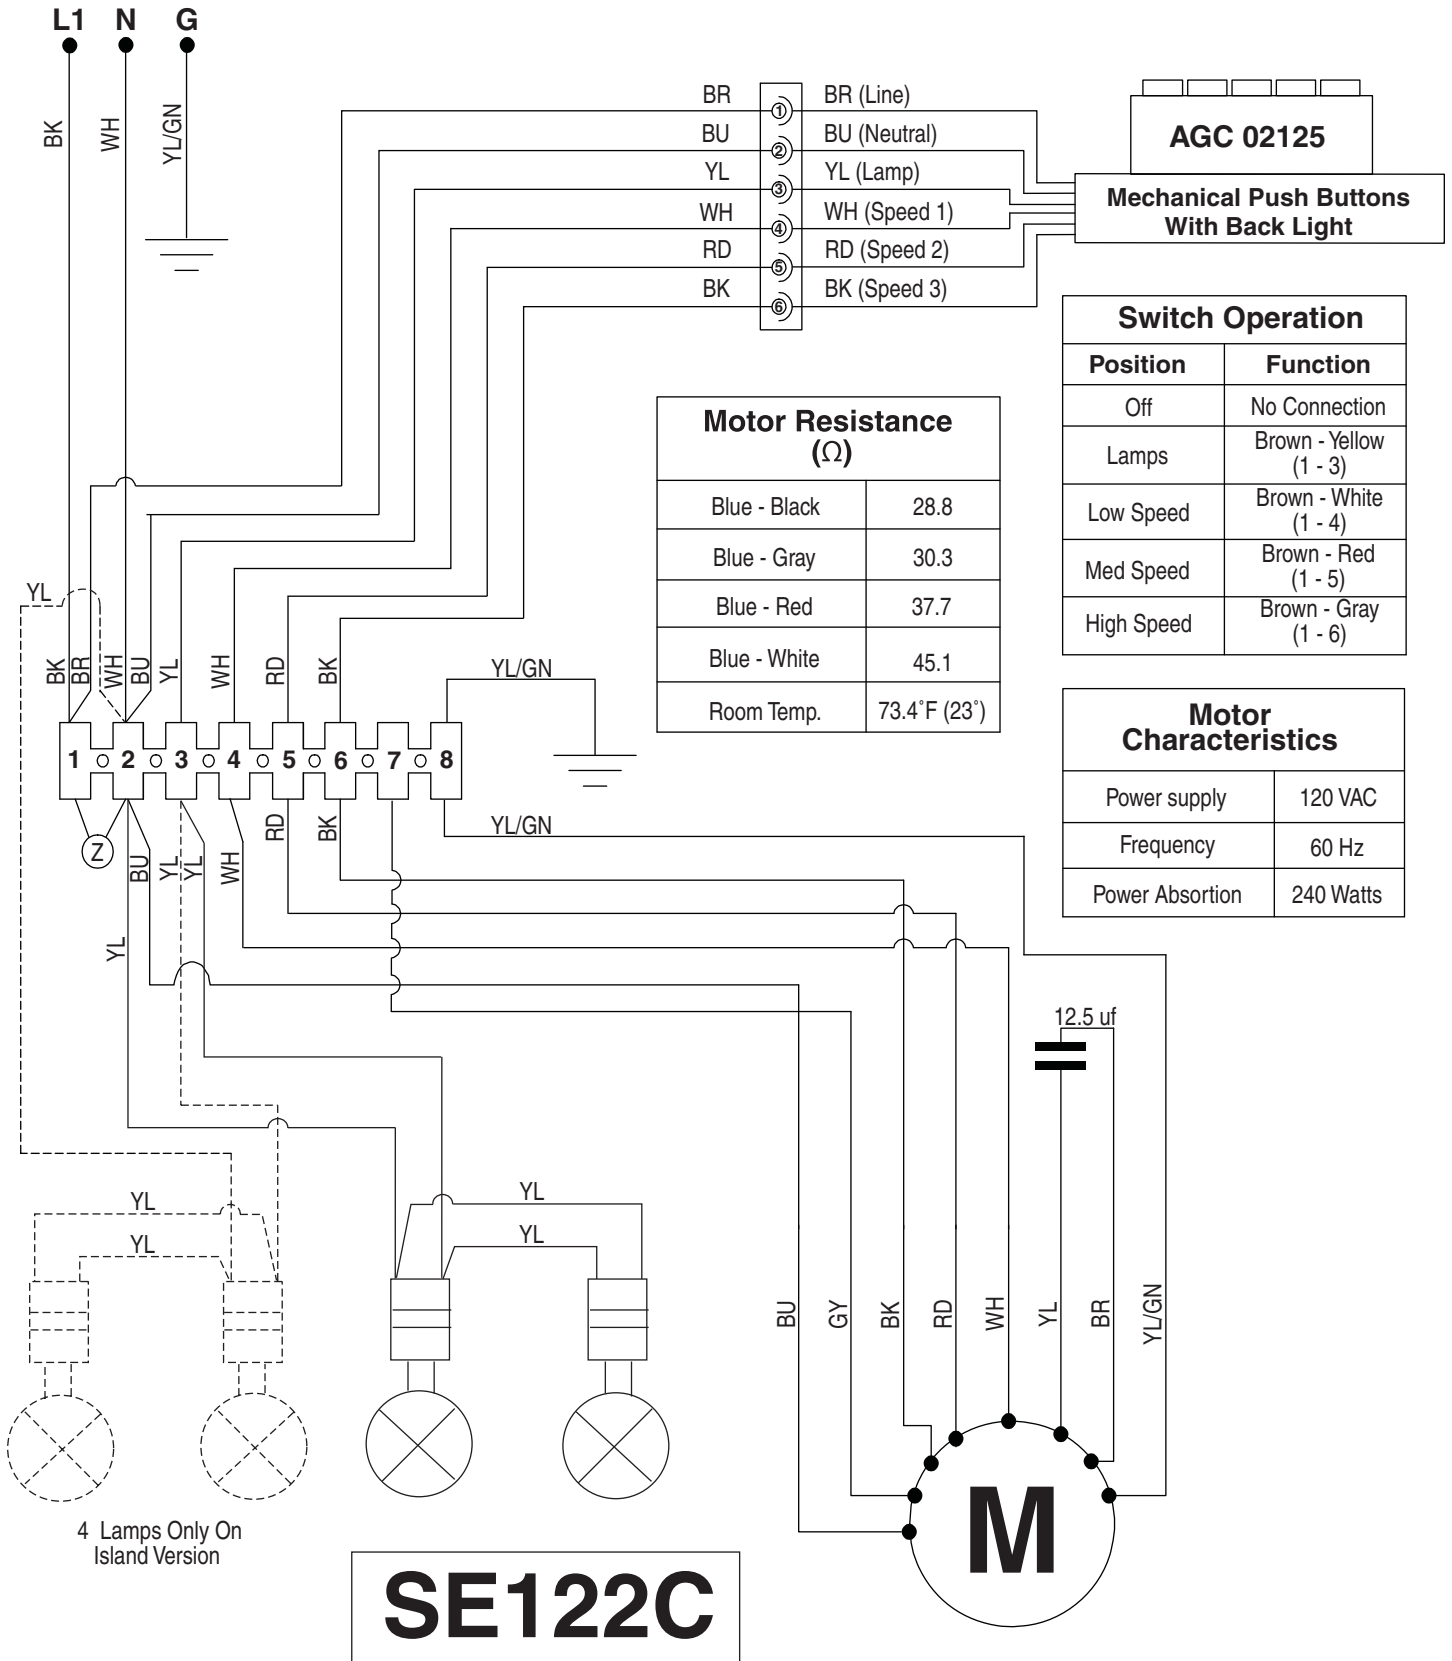 L1 N G
BK
WH
YL/GN
BR 1 BR (Line)
BU 2 BU (Neutral)
YL 3 YL (Lamp)
WH 4 WH (Speed 1)
RD 5 RD (Speed 2)
BK 6 BK (Speed 3)
AGC 02125
Mechanical Push Buttons
With Back Light
Switch Operation
Position Function
Off No Connection
Lamps Brown - Yellow
(1 - 3)
Low Speed Brown - White
(1 - 4)
Med Speed Brown - Red
(1 - 5)
High Speed Brown - Gray
(1 - 6)
Motor Resistance
(Ω)
Blue - Black 28.8
Blue - Gray 30.3
Blue - Red 37.7
Blue - White 45.1
Room Temp. 73.4˚F (23˚)
Motor
Characteristics
Power supply 120 VAC
Frequency 60 Hz
Power Absortion 240 Watts
YL
BK
BR
WH
BU
YL
WH
RD
BK
YL/GN
1 2 3 4 5 6 7 8
Z
BU
YL
YL
WH
RD
BK
YL/GN
YL
12.5 uf
YL
YL
YL
YL
BU
GY
BK
RD
WH
YL
BR
YL/GN
M
4 Lamps Only On
Island Version
SE122C